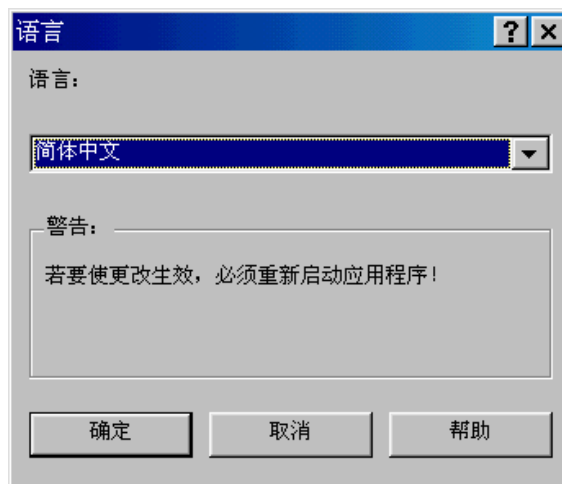 语言
语言：
简体中文
警告：
若要使更改生效，必须重新启动应用程序！
确定
取消
帮助